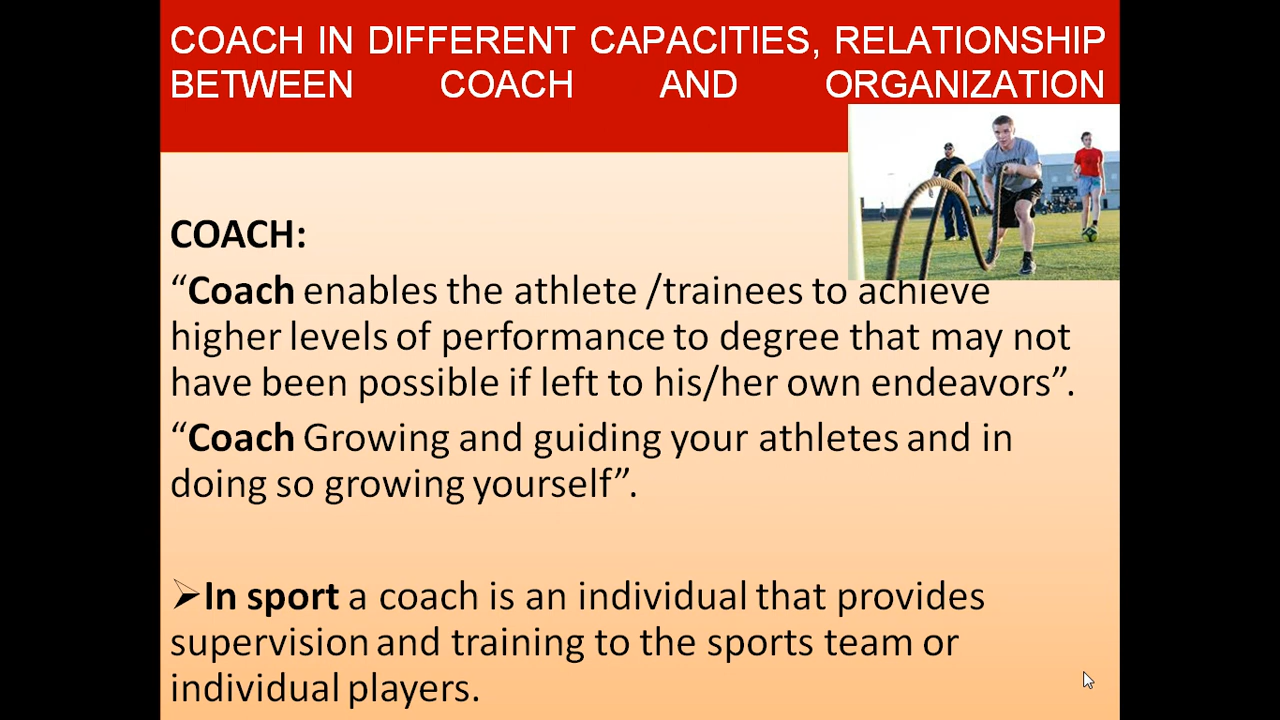 COACH IN DIFFERENT CAPACITIES, RELATIONSHIP
BETWEEN COACH AND ORGANIZATION
COACH:
“Coach enables the athlete /trainees to achieve
higher levels of performance to degree that may not
have been possible if left to his/her own endeavors”.
“Coach Growing and guiding your athletes and in
doing so growing yourself”.
➢In sport a coach is an individual that provides
supervision and training to the sports team or
individual players.